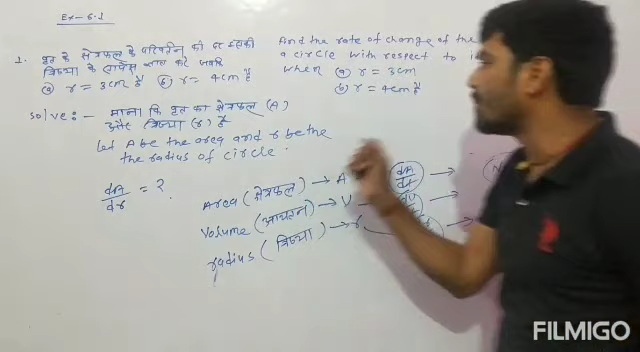 Ex-6.1
1. वृत्त के क्षेत्रफल के परिवर्तन की दर इसकी
त्रिज्या के सापेक्ष ज्ञात करें जबकि
(a) r = 3cm है (b) r = 4cm है
Find the rate of change of the
a circle with respect to
when (a) r = 3cm
(b) r = 4cm है
Solve:- माना कि वृत्त का क्षेत्रफल (A)
और त्रिज्या (r) है
Let A be the area and r be the
the radius of circle.
dA/dr = ?
Area (क्षेत्रफल) → A dA/dt →
Volume (आयतन) → V dv →
radius (त्रिज्या) → r →
FILMIGO